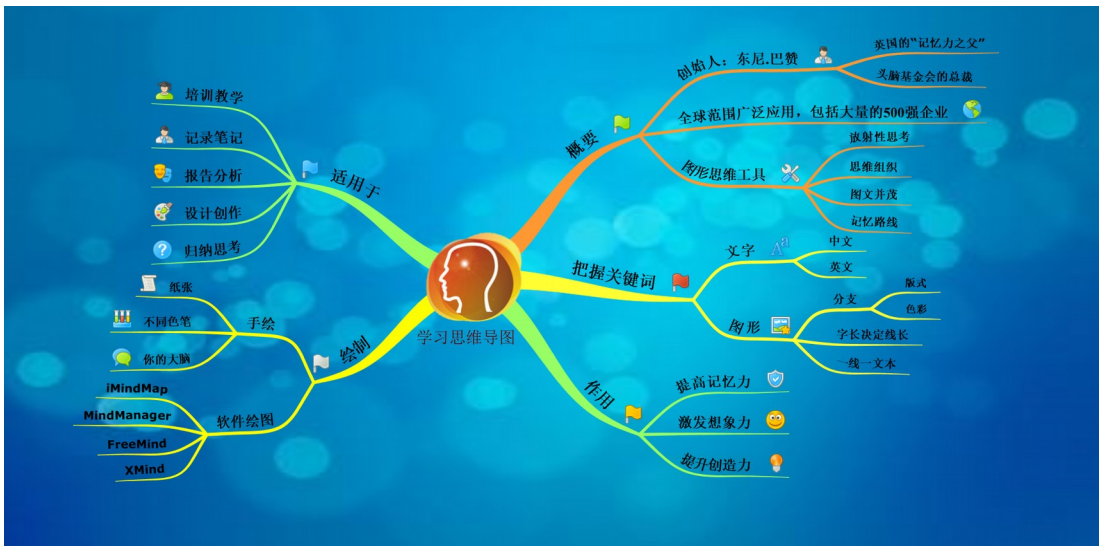 学习思维导图
概要
创始人：东尼.巴赞
英国的“记忆力之父”
头脑基金会的总裁
全球范围广泛应用，包括大量的500强企业
图形思维工具
放射性思考
思维组织
图文并茂
记忆路线
把握关键词
文字
中文
英文
图形
分支
版式
色彩
字长决定线长
一线一文本
作用
提高记忆力
激发想象力
提升创造力
适用于
培训教学
记录笔记
报告分析
设计创作
归纳思考
绘制
手绘
纸张
不同色笔
你的大脑
软件绘图
iMindMap
MindManager
FreeMind
XMind